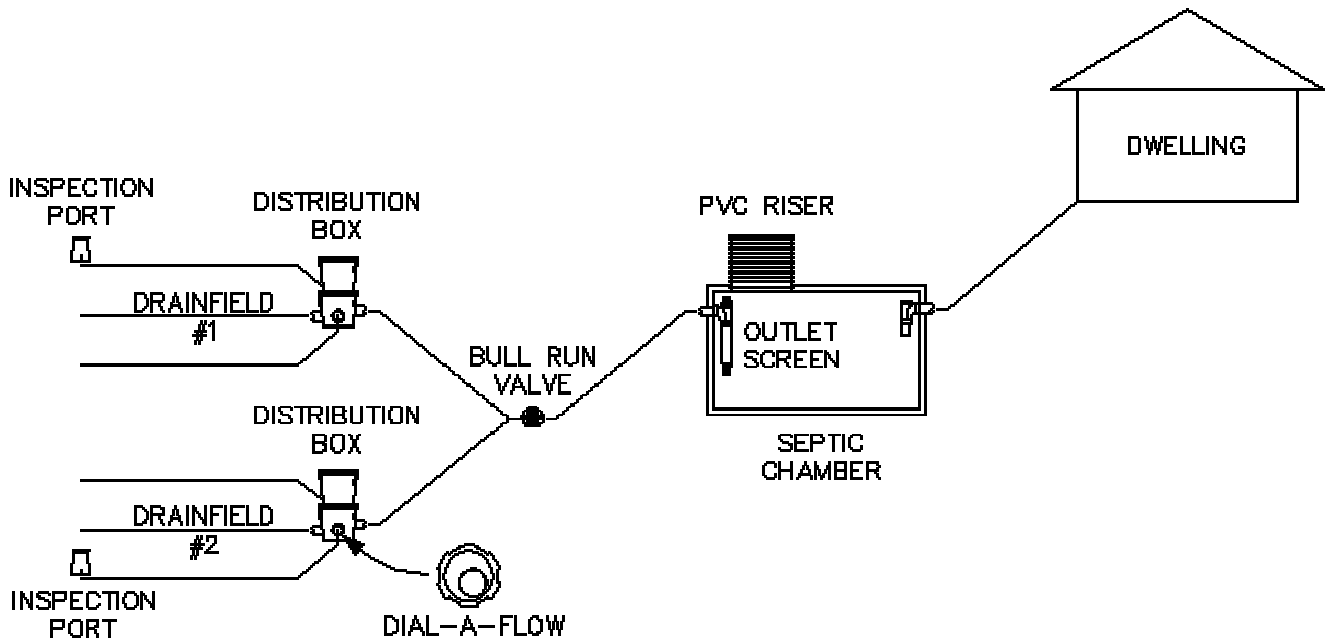 DWELLING
INSPECTION
PORT
DISTRIBUTION
BOX
PVC RISER
DRAINFIELD
#1
OUTLET
SCREEN
BULL RUN
VALVE
DISTRIBUTION
BOX
SEPTIC
CHAMBER
DRAINFIELD
#2
INSPECTION
PORT
DIAL-A-FLOW